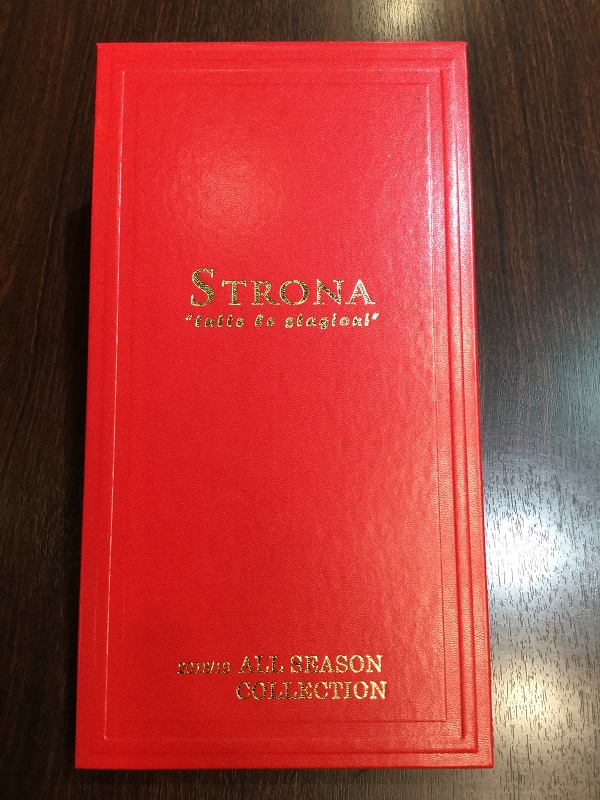 STRONA
"tutte le stagioni"
ALL SEASON
COLLECTION